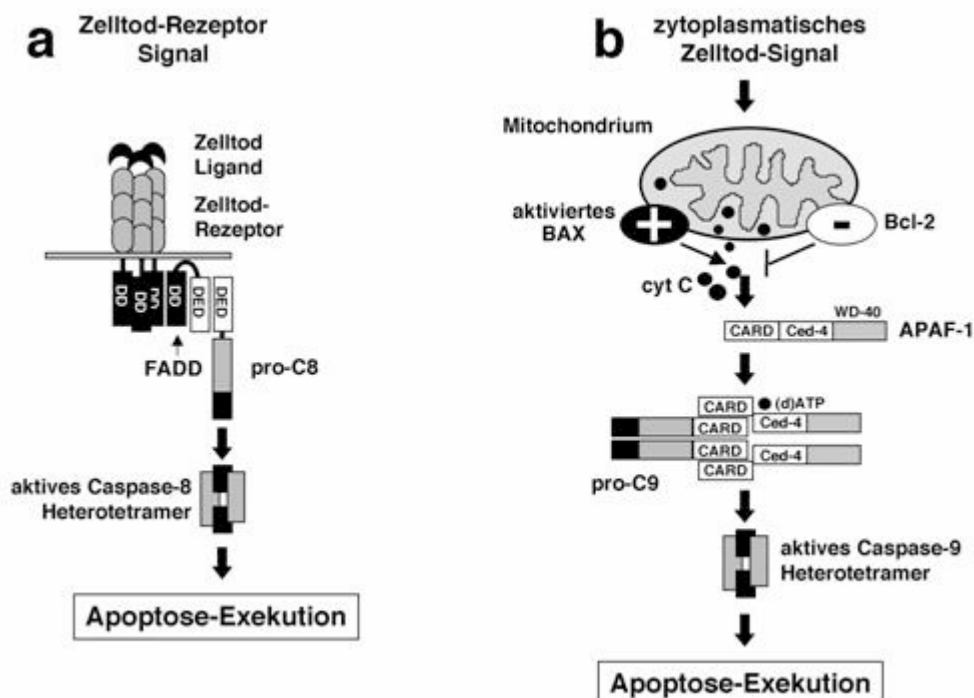 a
Zelltod-Rezeptor
Signal
Zelltod
Ligand
Zelltod-
Rezeptor
DD
DD
DD
DD
DED
DED
FADD
pro-C8
aktives Caspase-8
Heterotetramer
Apoptose-Exekution
b
zytoplasmatisches
Zelltod-Signal
Mitochondrium
aktiviertes
BAX
+
-
Bcl-2
cyt C
WD-40
CARD Ced-4
APAF-1
CARD
(d)ATP
Ced-4
CARD
CARD
Ced-4
CARD
pro-C9
aktives Caspase-9
Heterotetramer
Apoptose-Exekution